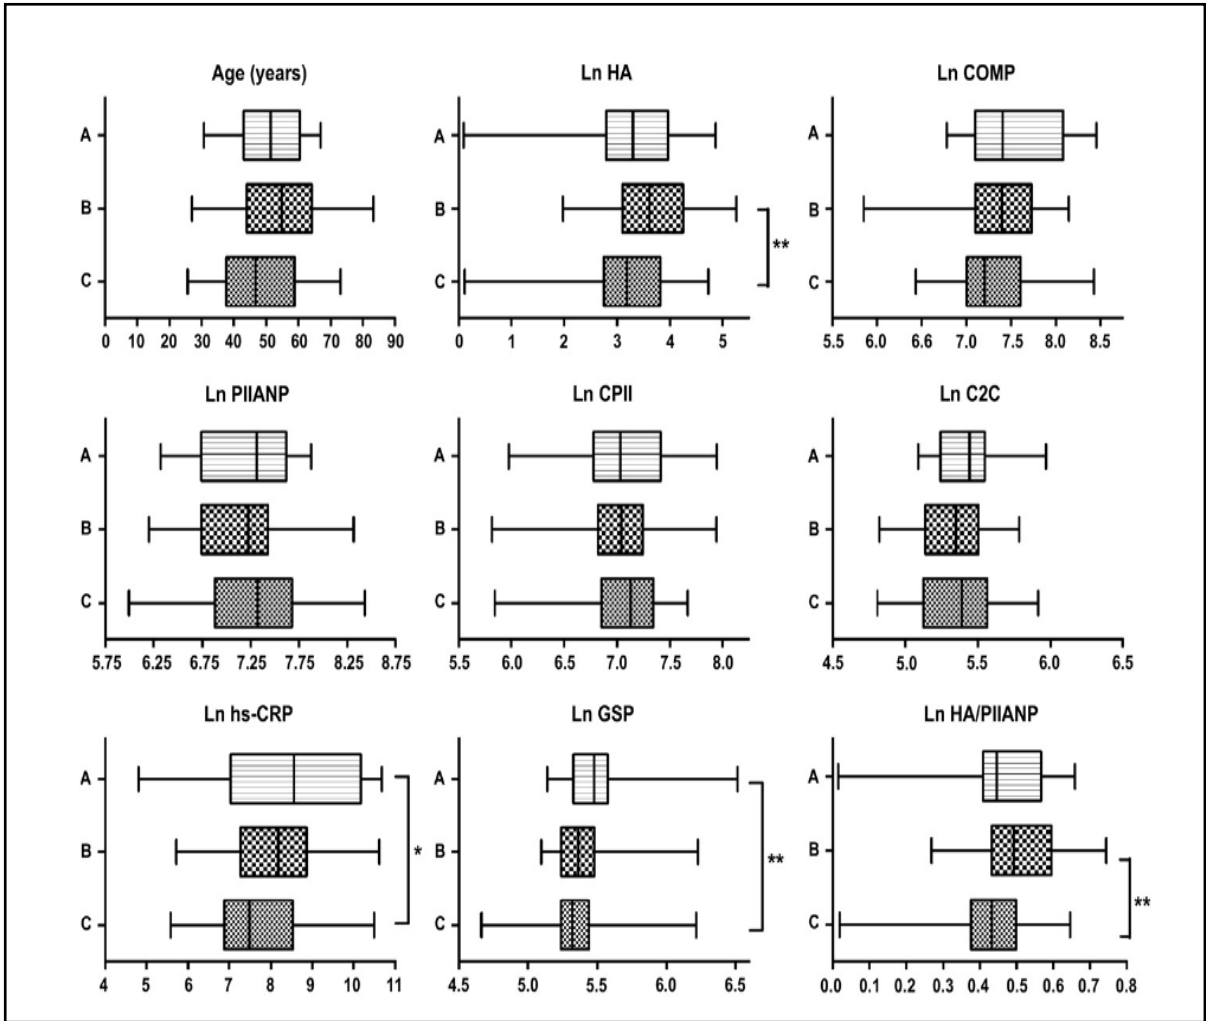 Age (years)
Ln HA
Ln COMP
A
B
C
0 10 20 30 40 50 60 70 80 90
A
B
C
**
0 1 2 3 4 5
A
B
C
5.5 6.0 6.6 7.0 7.5 8.0 8.5
Ln PIIANP
Ln CPII
Ln C2C
A
B
C
5.75 6.25 6.75 7.25 7.75 8.25 8.75
A
B
C
5.5 6.0 6.5 7.0 7.5 8.0
A
B
C
4.5 5.0 5.5 6.0 6.5
Ln hs-CRP
Ln GSP
Ln HA/PIIANP
A
B
C
*
4 5 6 7 8 9 10 11
A
B
C
**
4.5 5.0 5.5 6.0 6.5
A
B
C
**
0.0 0.1 0.2 0.3 0.4 0.5 0.6 0.7 0.8